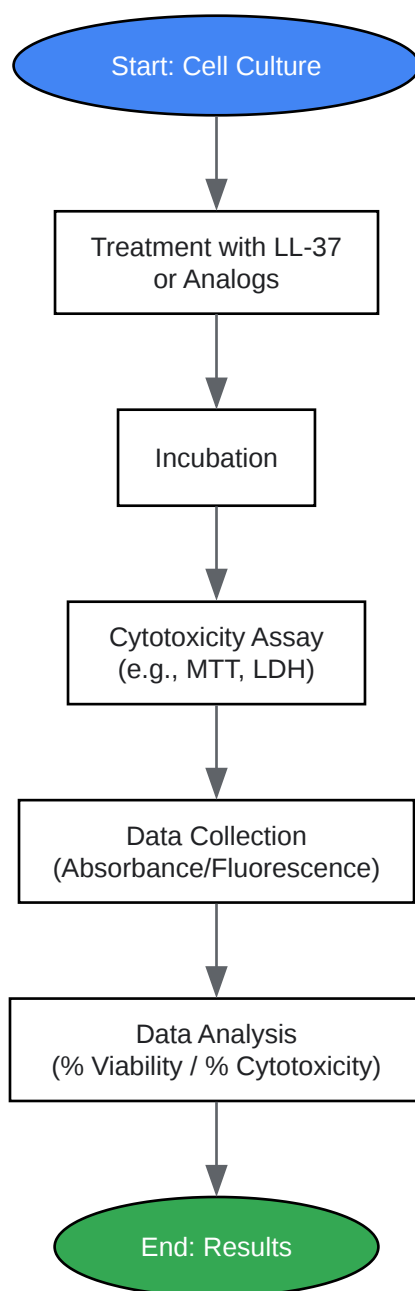 Start: Cell Culture
Treatment with LL-37
or Analogs
Incubation
Cytotoxicity Assay
(e.g., MTT, LDH)
Data Collection
(Absorbance/Fluorescence)
Data Analysis
(% Viability / % Cytotoxicity)
End: Results